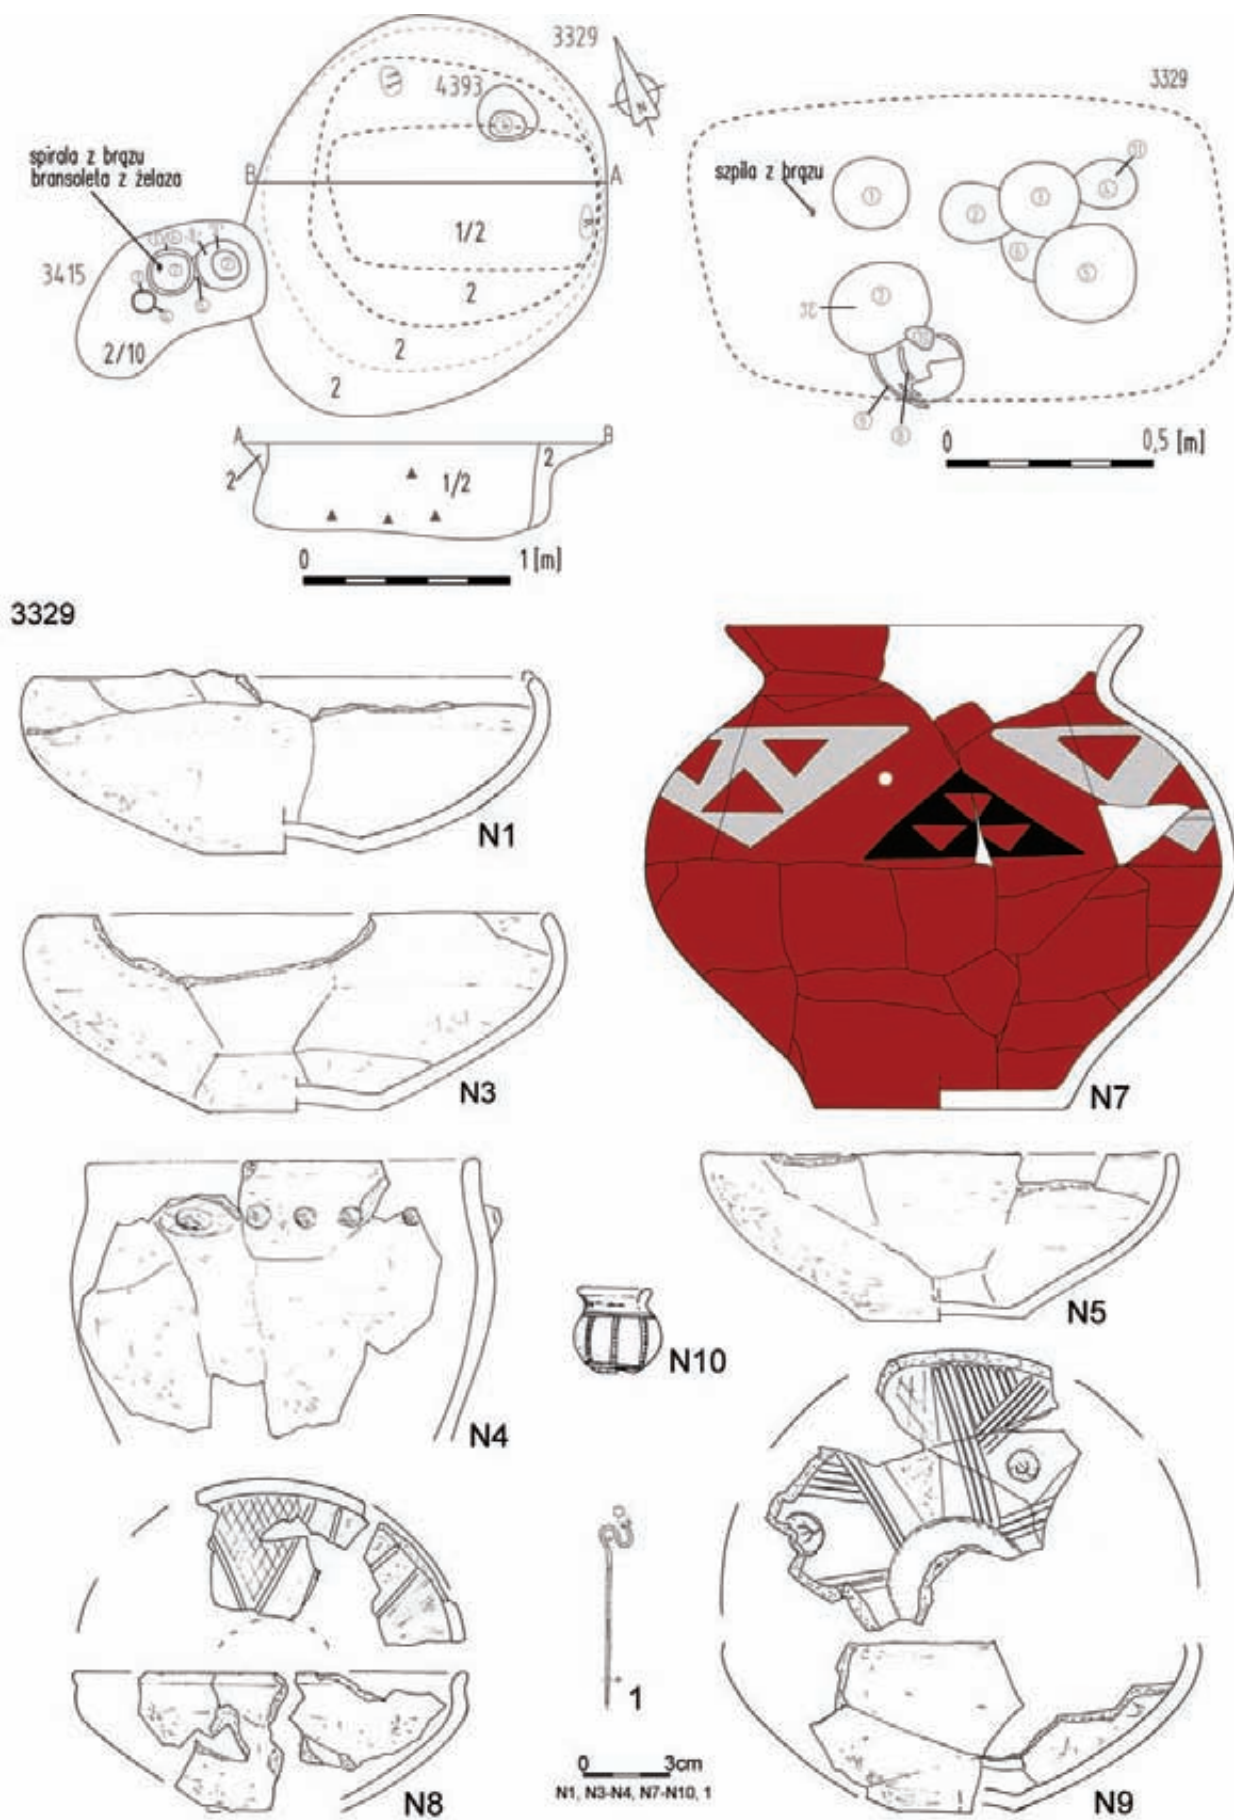 3329
4393
N
spirala z brązu
bransoleta z żelaza
B
A
1/2
3415
2
2
2/10
2
A
B
2
2
1/2
0
1 [m]
3329
szpila z brązu
0
0,5 [m]
3329
N1
N7
N3
N4
N10
N5
N8
1
0
3cm
N1, N3-N4, N7-N10, 1
N9